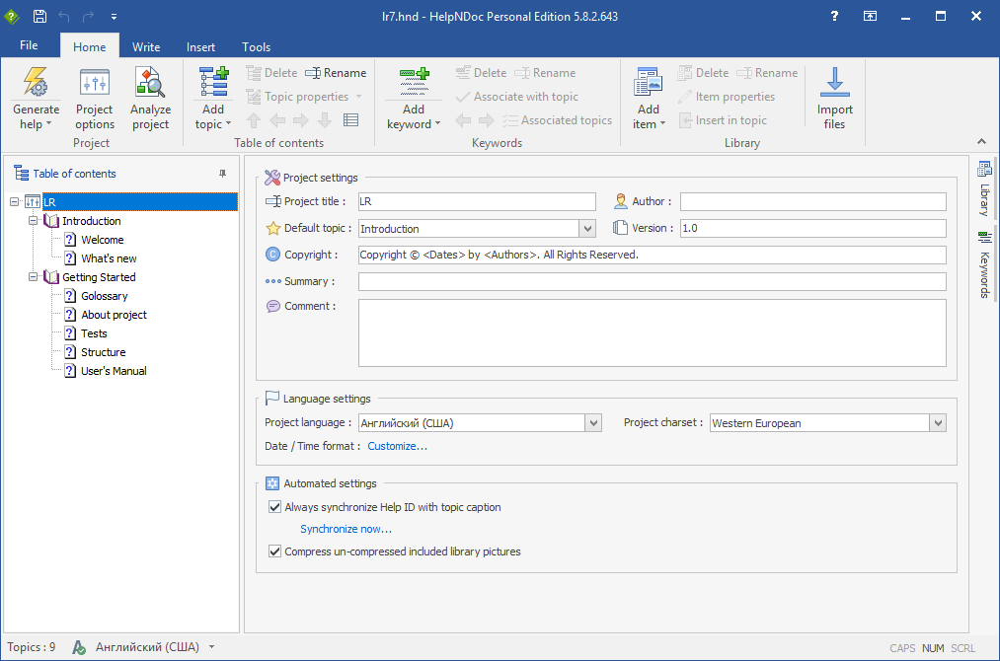 lr7.hnd - HelpNDoc Personal Edition 5.8.2.643
File Home Write Insert Tools
Generate help
Project options
Analyze project
Project
Add topic
Delete Rename
Topic properties
Table of contents
Add keyword
Delete Rename
Associate with topic
Associated topics
Keywords
Add item
Delete Rename
Item properties
Insert in topic
Library
Import files
Table of contents
LR
Introduction
Welcome
What's new
Getting Started
Golossary
About project
Tests
Structure
User's Manual
Project settings
Project title : LR Author :
Default topic : Introduction Version : 1.0
Copyright : Copyright © <Dates> by <Authors>. All Rights Reserved.
Summary :
Comment :
Language settings
Project language : Английский (США) Project charset : Western European
Date / Time format : Customize...
Automated settings
Always synchronize Help ID with topic caption
Synchronize now...
Compress un-compressed included library pictures
Library
Keywords
Topics : 9 Английский (США) CAPS NUM SCRL